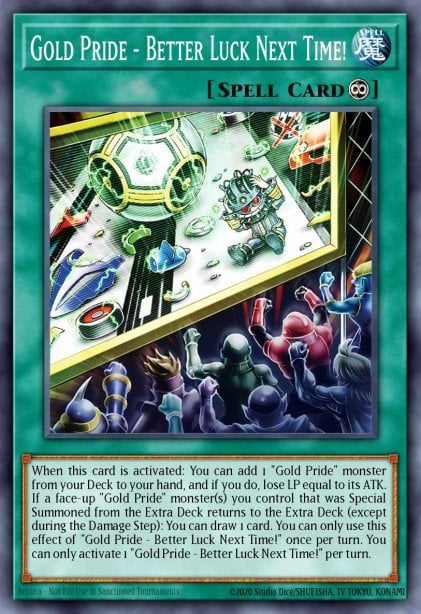 GOLD PRIDE - BETTER LUCK NEXT TIME!
SPELL
魔
[SPELL CARD]
When this card is activated: You can add 1 "Gold Pride" monster
from your Deck to your hand, and if you do, lose LP equal to its ATK.
If a face-up "Gold Pride" monster(s) you control that was Special
Summoned from the Extra Deck returns to the Extra Deck (except
during the Damage Step): You can draw 1 card. You can only use this
effect of "Gold Pride - Better Luck Next Time!" once per turn. You
can only activate 1 "Gold Pride - Better Luck Next Time!" per turn.
Replica - Not For Use in Sanctioned Tournaments
©2020 Studio Dice/SHUEISHA, TV TOKYO, KONAMI